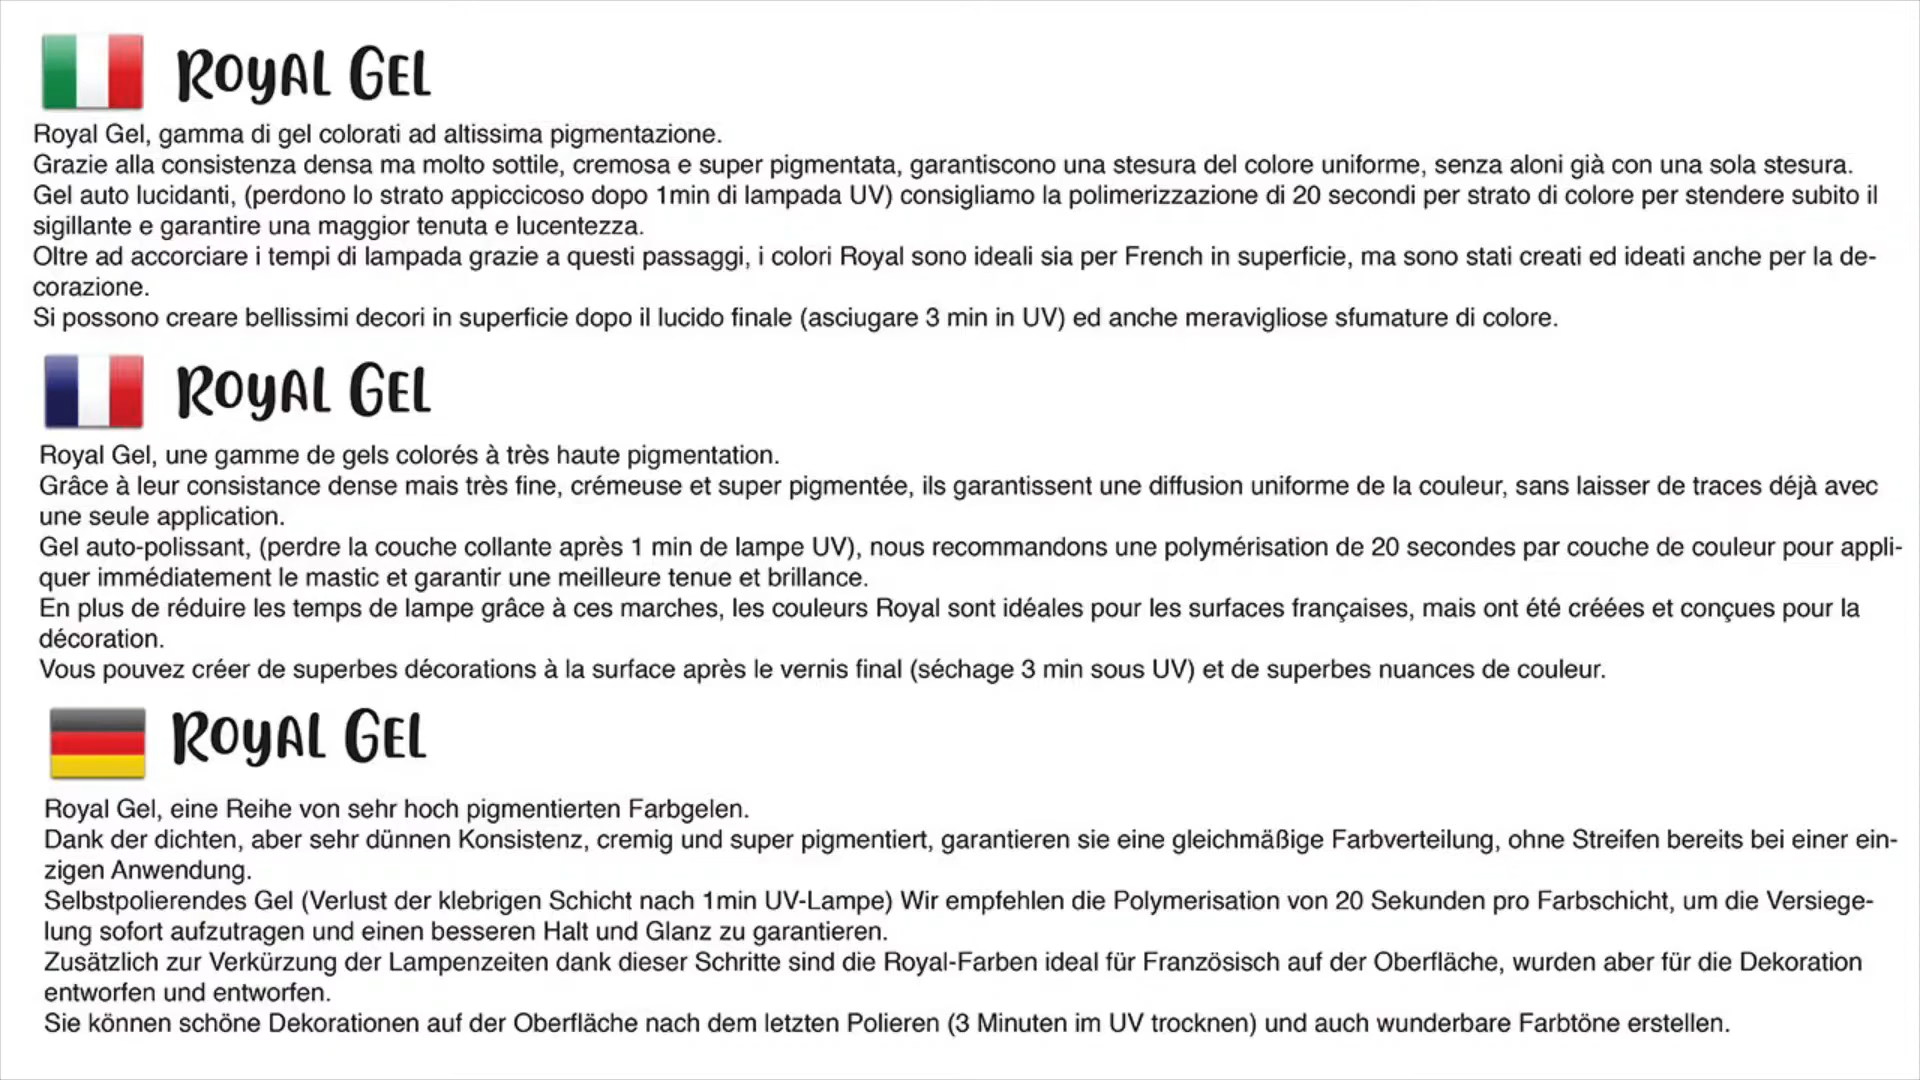 Royal Gel
Royal Gel, gamma di gel colorati ad altissima pigmentazione.
Grazie alla consistenza densa ma molto sottile, cremosa e super pigmentata, garantiscono una stesura del colore uniforme, senza aloni già con una sola stesura.
Gel auto lucidanti, (perdono lo strato appiccicoso dopo 1min di lampada UV) consigliamo la polimerizzazione di 20 secondi per strato di colore per stendere subito il
sigillante e garantire una maggior tenuta e lucentezza.
Oltre ad accorciare i tempi di lampada grazie a questi passaggi, i colori Royal sono ideali sia per French in superficie, ma sono stati creati ed ideati anche per la de-
corazione.
Si possono creare bellissimi decori in superficie dopo il lucido finale (asciugare 3 min in UV) ed anche meravigliose sfumature di colore.
Royal Gel
Royal Gel, une gamme de gels colorés à très haute pigmentation.
Grâce à leur consistance dense mais très fine, crémeuse et super pigmentée, ils garantissent une diffusion uniforme de la couleur, sans laisser de traces déjà avec
une seule application.
Gel auto-polissant, (perdre la couche collante après 1 min de lampe UV), nous recommandons une polymérisation de 20 secondes par couche de couleur pour appli-
quer immédiatement le mastic et garantir une meilleure tenue et brillance.
En plus de réduire les temps de lampe grâce à ces marches, les couleurs Royal sont idéales pour les surfaces françaises, mais ont été créées et conçues pour la
décoration.
Vous pouvez créer de superbes décorations à la surface après le vernis final (séchage 3 min sous UV) et de superbes nuances de couleur.
Royal Gel
Royal Gel, eine Reihe von sehr hoch pigmentierten Farbgelen.
Dank der dichten, aber sehr dünnen Konsistenz, cremig und super pigmentiert, garantieren sie eine gleichmäßige Farbverteilung, ohne Streifen bereits bei einer ein-
zigen Anwendung.
Selbstpolierendes Gel (Verlust der klebrigen Schicht nach 1min UV-Lampe) Wir empfehlen die Polymerisation von 20 Sekunden pro Farbschicht, um die Versiege-
lung sofort aufzutragen und einen besseren Halt und Glanz zu garantieren.
Zusätzlich zur Verkürzung der Lampenzeiten dank dieser Schritte sind die Royal-Farben ideal für Französisch auf der Oberfläche, wurden aber für die Dekoration
entworfen und entworfen.
Sie können schöne Dekorationen auf der Oberfläche nach dem letzten Polieren (3 Minuten im UV trocknen) und auch wunderbare Farbtöne erstellen.